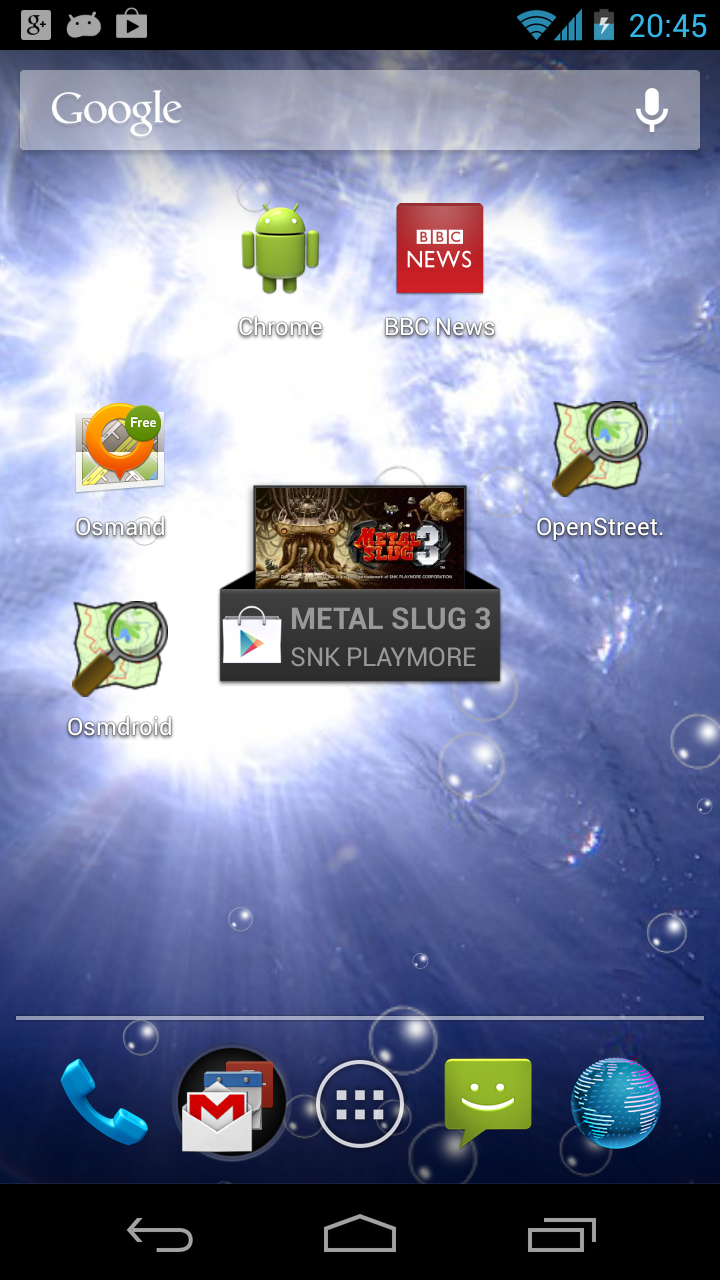 g+
20:45
Google
BBC
NEWS
Chrome
BBC News
Free
Osmand
OpenStreet.
METAL
SLUG 3
METAL SLUG 3
SNK PLAYMORE
Osmdroid